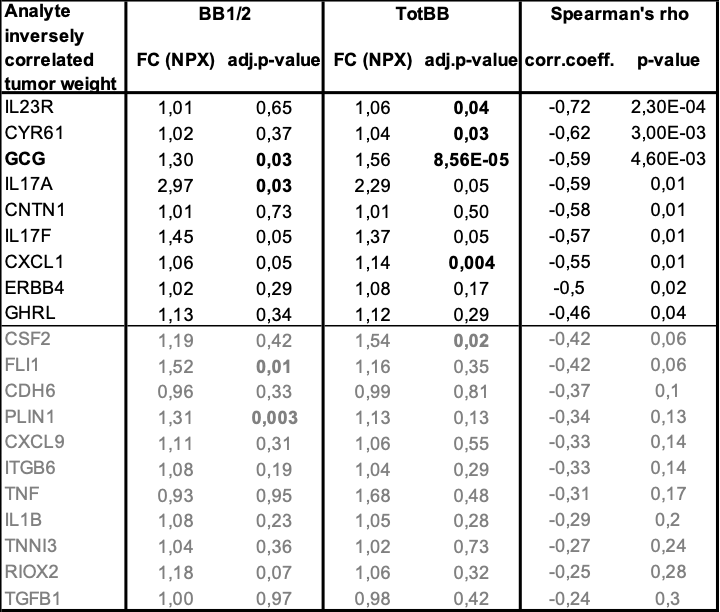 Analyte inversely correlated tumor weight BB1/2 TotBB Spearman's rho
FC (NPX) adj.p-value FC (NPX) adj.p-value corr.coeff. p-value
IL23R 1,01 0,65 1,06 0,04 -0,72 2,30E-04
CYR61 1,02 0,37 1,04 0,03 -0,62 3,00E-03
GCG 1,30 0,03 1,56 8,56E-05 -0,59 4,60E-03
IL17A 2,97 0,03 2,29 0,05 -0,59 0,01
CNTN1 1,01 0,73 1,01 0,50 -0,58 0,01
IL17F 1,45 0,05 1,37 0,05 -0,57 0,01
CXCL1 1,06 0,05 1,14 0,004 -0,55 0,01
ERBB4 1,02 0,29 1,08 0,17 -0,5 0,02
GHRL 1,13 0,34 1,12 0,29 -0,46 0,04
CSF2 1,19 0,42 1,54 0,02 -0,42 0,06
FLI1 1,52 0,01 1,16 0,35 -0,42 0,06
CDH6 0,96 0,33 0,99 0,81 -0,37 0,1
PLIN1 1,31 0,003 1,13 0,13 -0,34 0,13
CXCL9 1,11 0,31 1,06 0,55 -0,33 0,14
ITGB6 1,08 0,19 1,04 0,29 -0,33 0,14
TNF 0,93 0,95 1,68 0,48 -0,31 0,17
IL1B 1,08 0,23 1,05 0,28 -0,29 0,2
TNNI3 1,04 0,36 1,02 0,73 -0,27 0,24
RIOX2 1,18 0,07 1,06 0,32 -0,25 0,28
TGFB1 1,00 0,97 0,98 0,42 -0,24 0,3